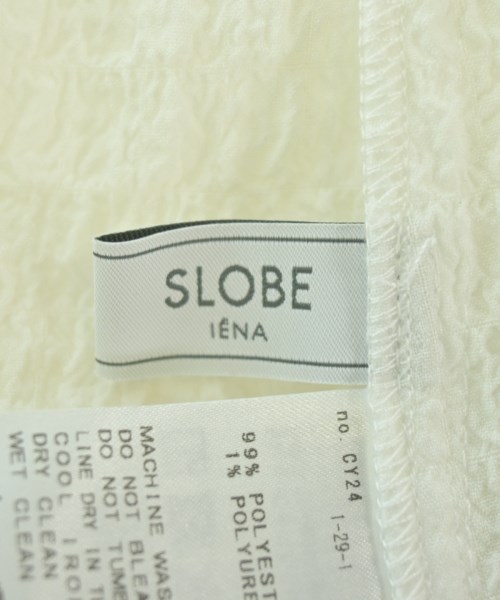 SLOBE
IÊNA
no. CY24 1-29-1
99% POLYEST
1% POLYURE
MACHINE WAS
DO NOT BLEA
DO NOT TUMB
LINE DRY IN T
COOL IRO
DRY CLEAN
WET CLEAN